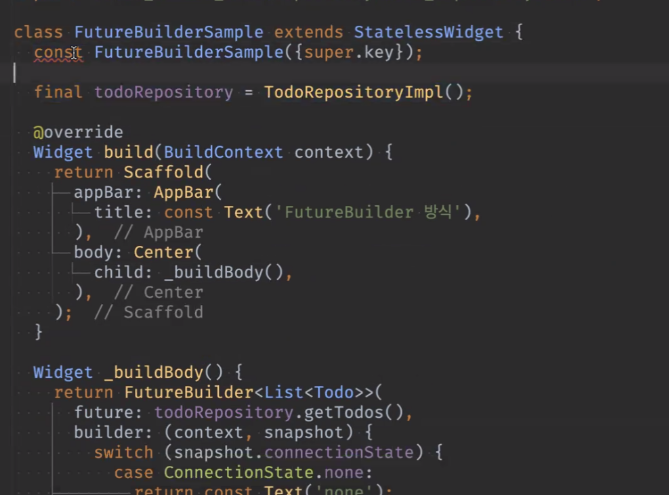 class FutureBuilderSample extends StatelessWidget {
const FutureBuilderSample({super.key});
final todoRepository = TodoRepositoryImpl();
@override
Widget build(BuildContext context) {
return Scaffold(
appBar: AppBar(
title: const Text('FutureBuilder 방식'),
), // AppBar
body: Center(
child: _buildBody(),
), // Center
); // Scaffold
}
Widget _buildBody() {
return FutureBuilder<List<Todo>>(
future: todoRepository.getTodos(),
builder: (context, snapshot) {
switch (snapshot.connectionState) {
case ConnectionState.none:
return const Text('none');